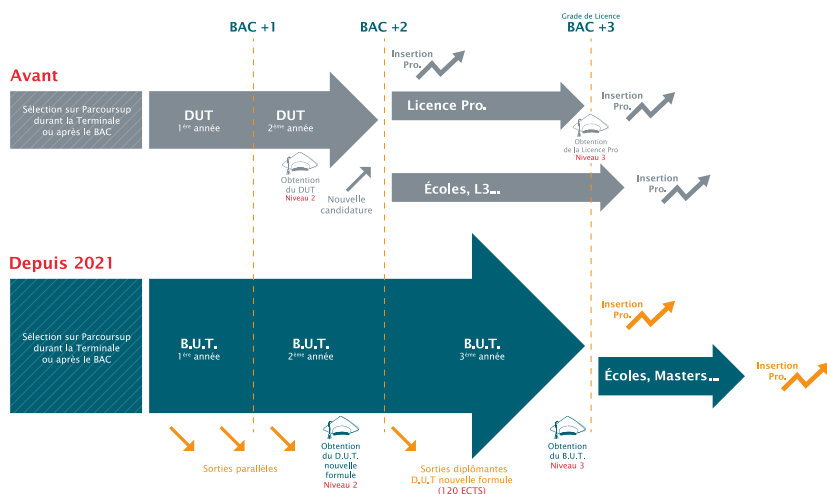 Grade de Licence
BAC +1
BAC +2
BAC +3
Avant
Insertion
Pro.
Sélection sur Parcoursup
durant la Terminale
ou après le BAC
DUT
1ère année
DUT
2ème année
Licence Pro.
Insertion
Pro.
Obtention
du DUT
Niveau 2
Nouvelle
candidature
Obtention
de la Licence Pro
Niveau 3
Écoles, L3...
Insertion
Pro.
Depuis 2021
Sélection sur Parcoursup
durant la Terminale
ou après le BAC
B.U.T.
1ère année
B.U.T.
2ème année
B.U.T.
3ème année
Insertion
Pro.
Écoles, Masters...
Insertion
Pro.
Sorties parallèles
Obtention
du D.U.T.
nouvelle
formule
Niveau 2
Sorties diplômantes
D.U.T nouvelle formule
(120 ECTS)
Obtention
du B.U.T.
Niveau 3